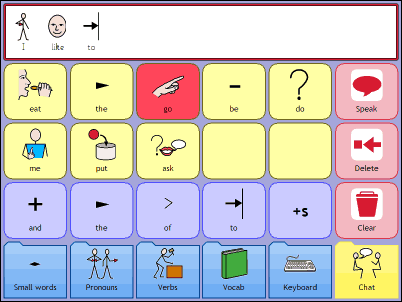 I like to
eat the go be do Speak
me put ask Delete
and the of to +s Clear
Small words Pronouns Verbs Vocab Keyboard Chat